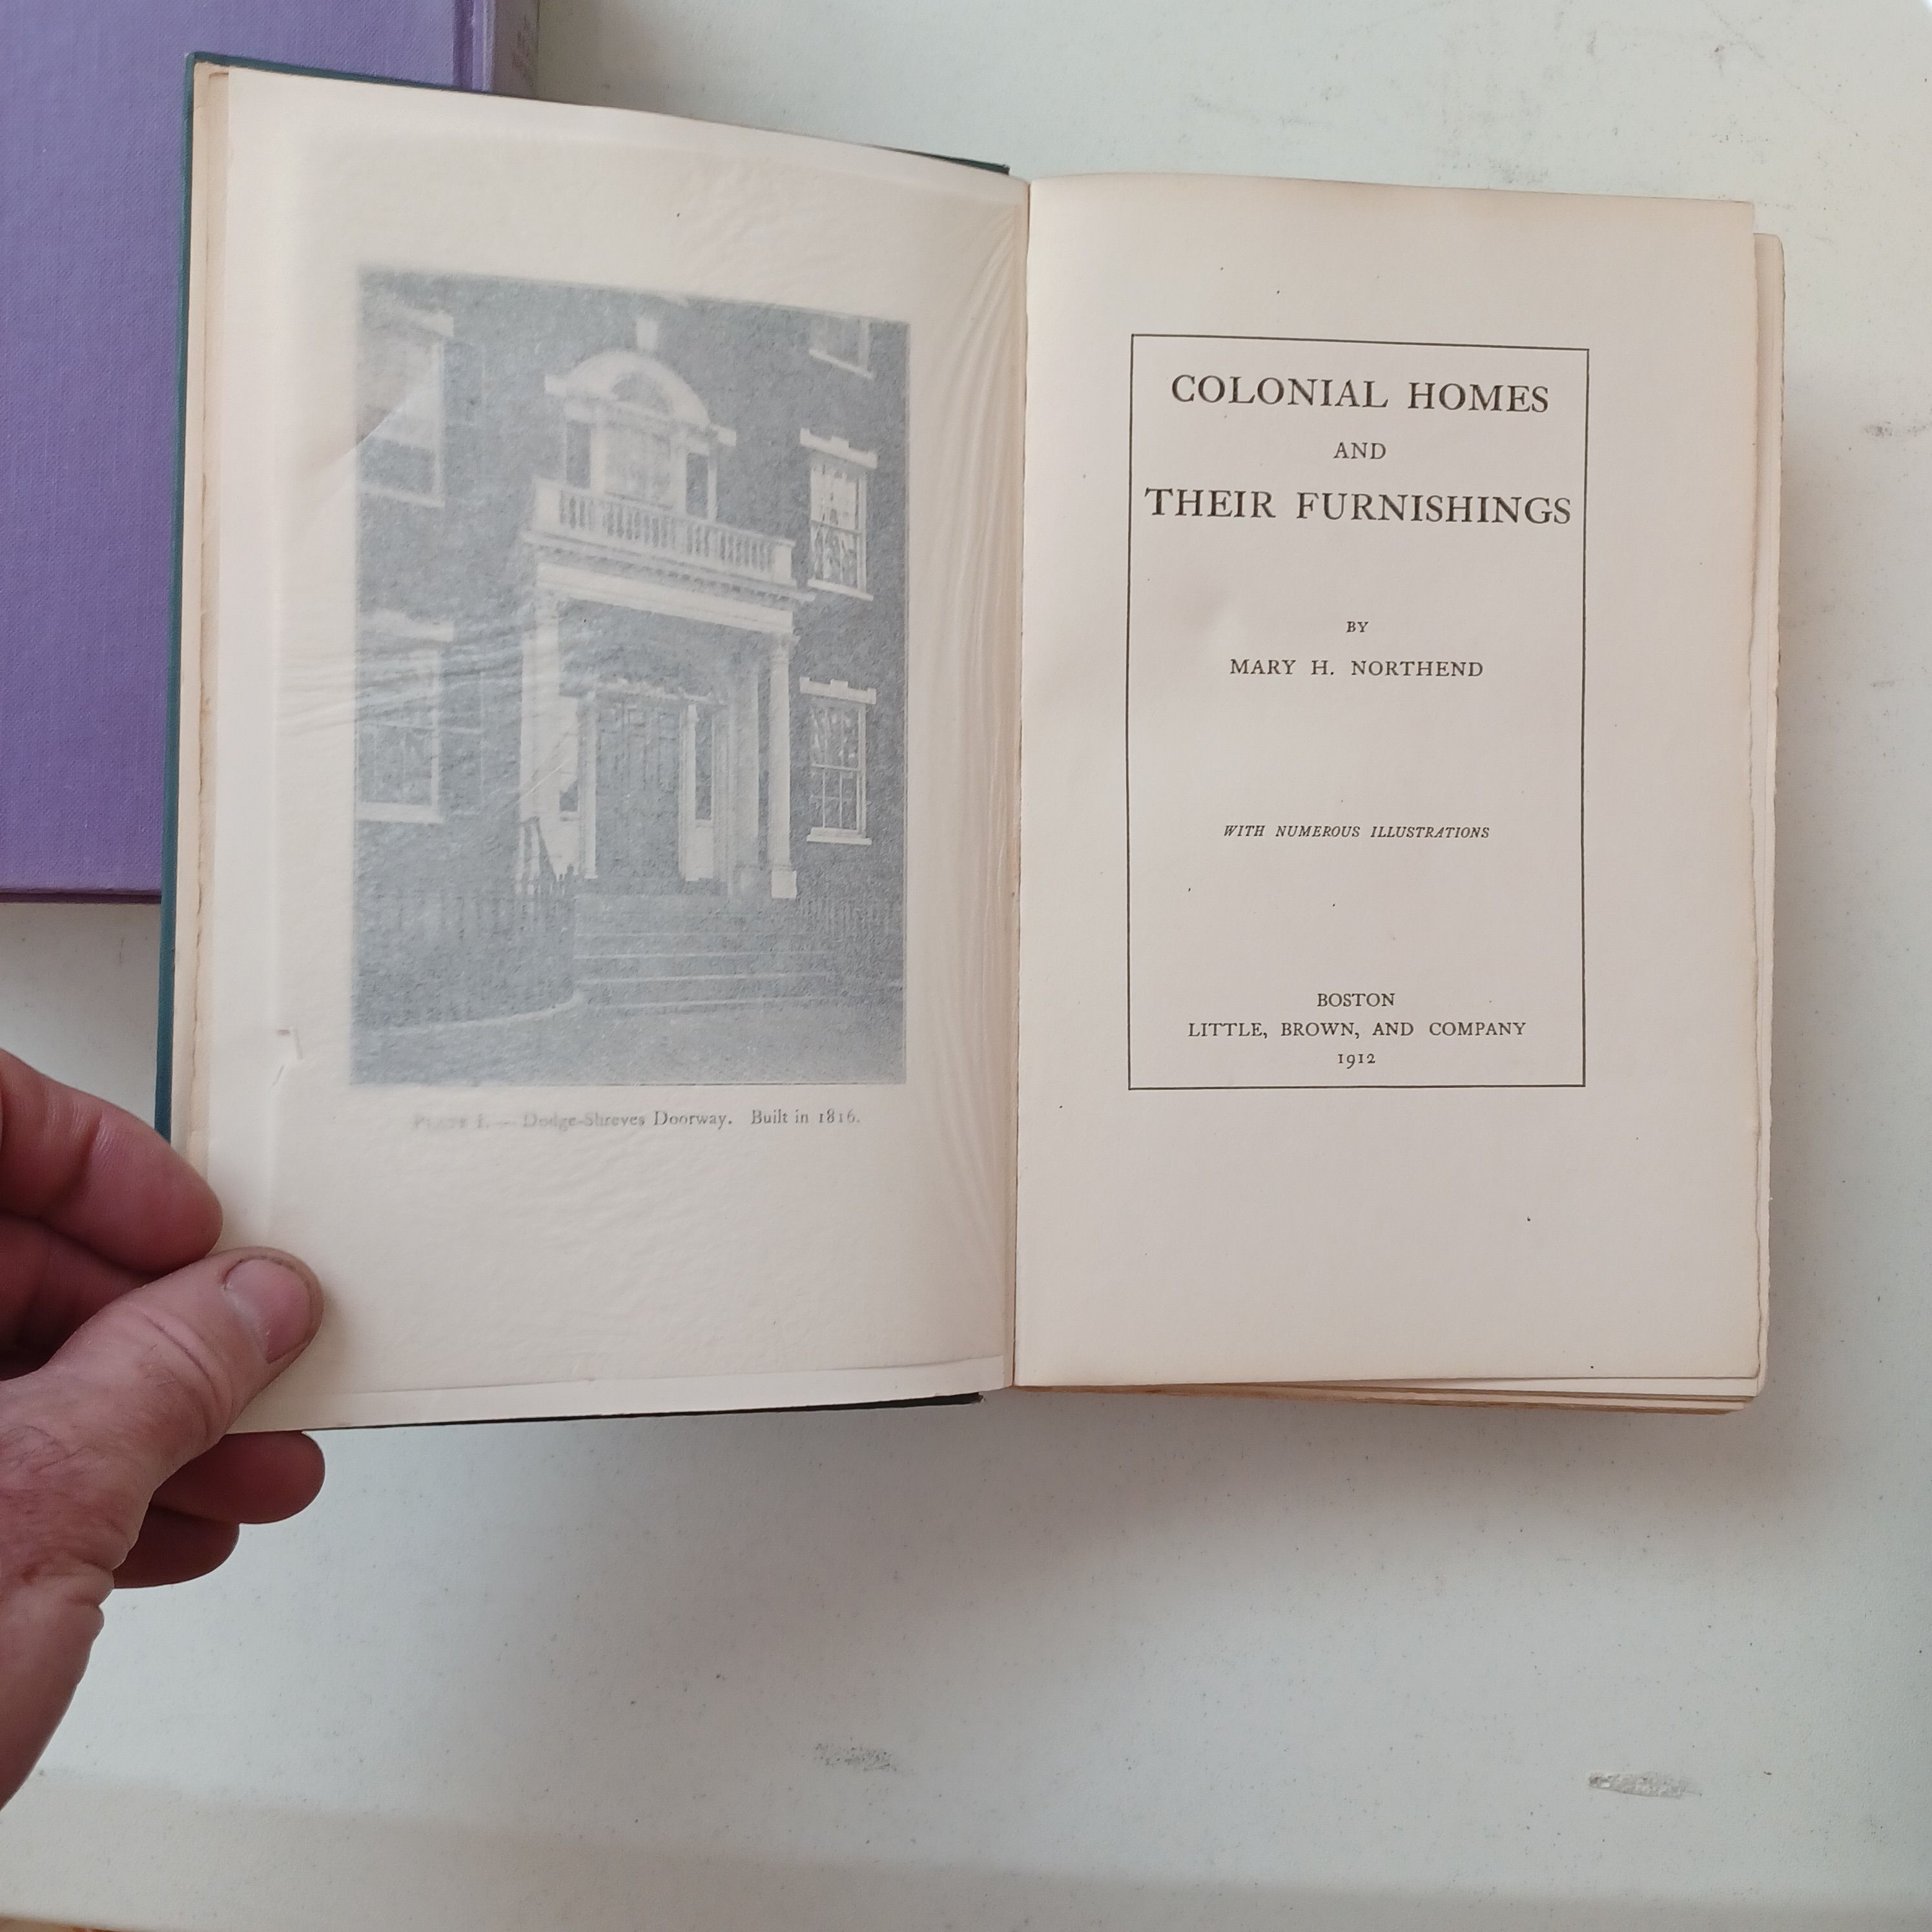 PLATE I. — Dodge-Shreves Doorway. Built in 1816.
COLONIAL HOMES
AND
THEIR FURNISHINGS
BY
MARY H. NORTHEND
WITH NUMEROUS ILLUSTRATIONS
BOSTON
LITTLE, BROWN, AND COMPANY
1912